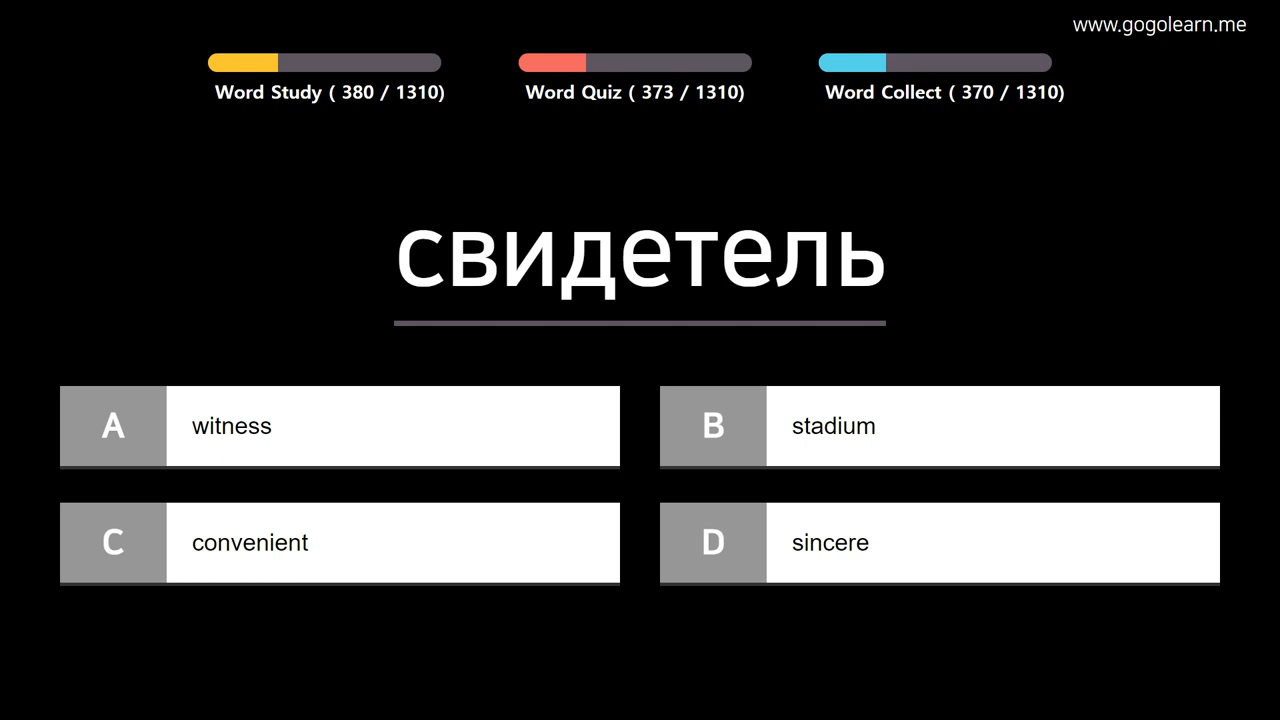 www.gogolearn.me
Word Study ( 380 / 1310)
Word Quiz ( 373 / 1310)
Word Collect ( 370 / 1310)
свидетель
A witness
B stadium
C convenient
D sincere